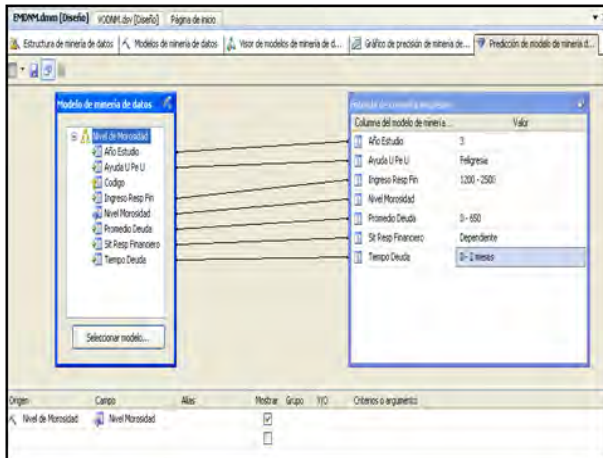 EMDNM.dmm [Diseño] VODNM.dsv [Diseño] Página de inicio
Estructura de minería de datos Modelos de minería de datos Visor de modelos de minería de d... Gráfico de precisión de minería de... Predicción de modelo de minería d...
Modelo de minería de datos
Columna del modelo de minería... Valor
Nivel de Morosidad
Año Estudio
Ayuda U Pe U
Codigo
Ingreso Resp Fin
Nivel Morosidad
Promedio Deuda
Sit Resp Financiero
Tempo Deuda
Seleccionar modelo...
Año Estudio 3
Ayuda U Pe U Feligresia
Ingreso Resp Fin 1200 - 2500
Nivel Morosidad
Promedio Deuda 0 - 650
Sit Resp Financiero Dependiente
Tempo Deuda 0 - 2 meses
Origen Campo Alias Mostrar Grupo Y/O Criterios o argumento
Nivel de Morosidad Nivel Morosidad